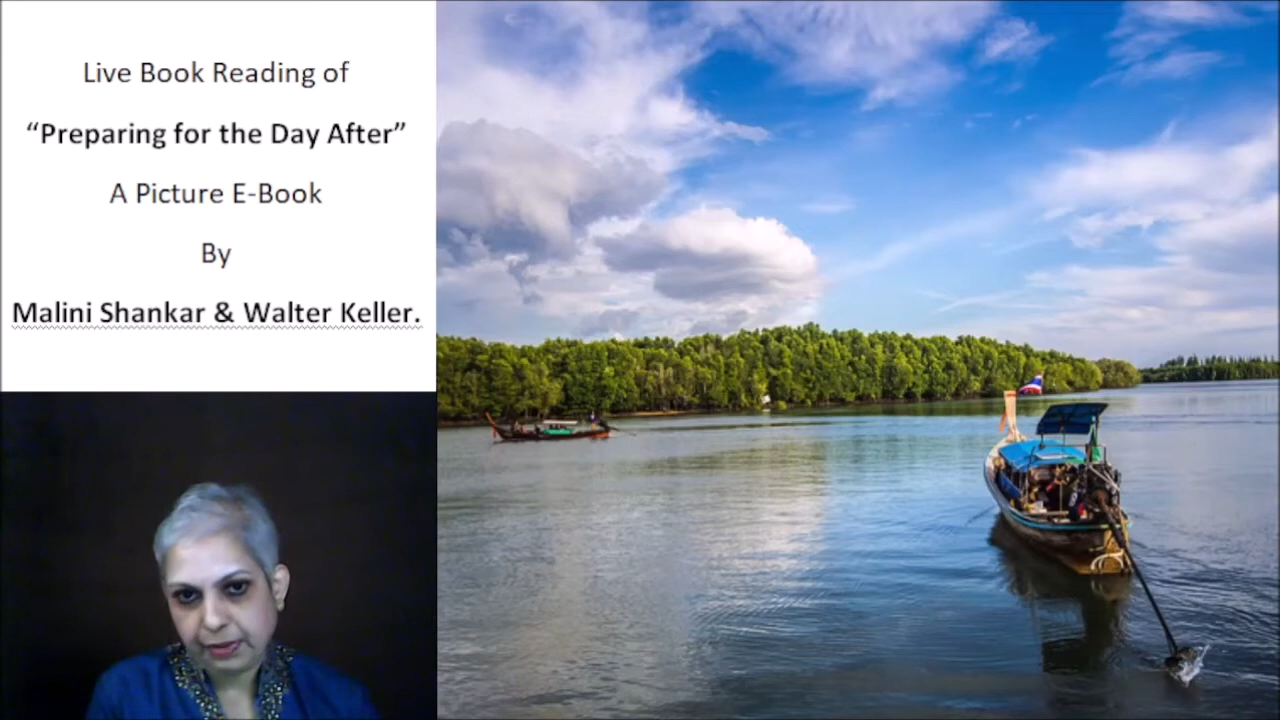 Live Book Reading of
“Preparing for the Day After”
A Picture E-Book
By
Malini Shankar & Walter Keller.